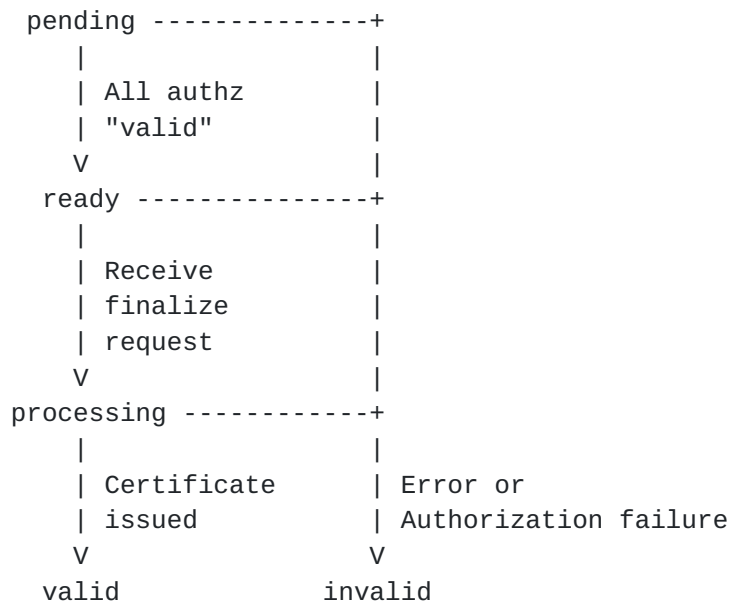 pending --------------+
|                  |
| All authz        |
| "valid"          |
V                  |
ready ---------------+
|                  |
| Receive          |
| finalize         |
| request          |
V                  |
processing ------------+
|                  |
| Certificate      | Error or
| issued           | Authorization failure
V                  V
valid             invalid